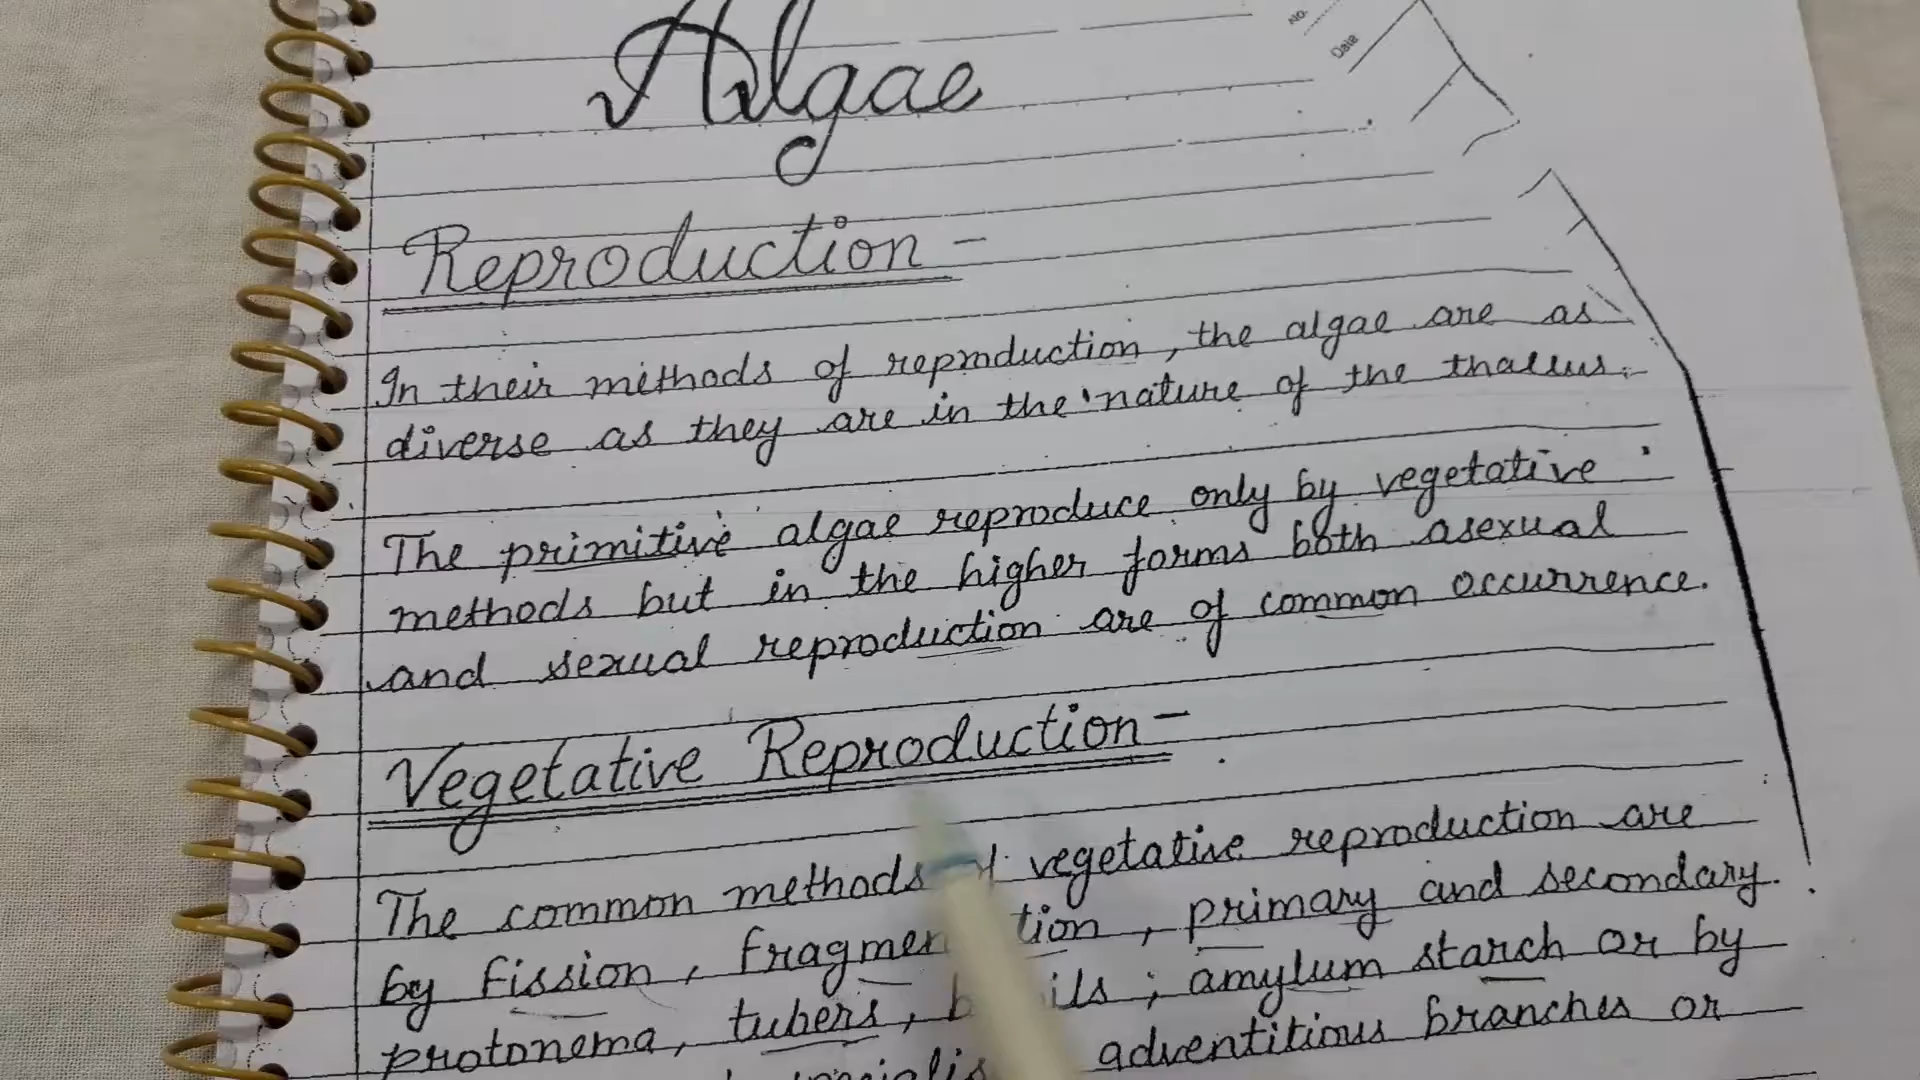 No.
Date
Algae
Reproduction -
In their methods of reproduction, the algae are as
diverse as they are in the nature of the thallus.
The primitive algae reproduce only by vegetative
methods but in the higher forms both asexual
and sexual reproduction are of common occurrence.
Vegetative Reproduction -
The common methods vegetative reproduction are
by fission, , primary and secondary.
protonema, tubers, ; amylum starch or by
adventitious branches or